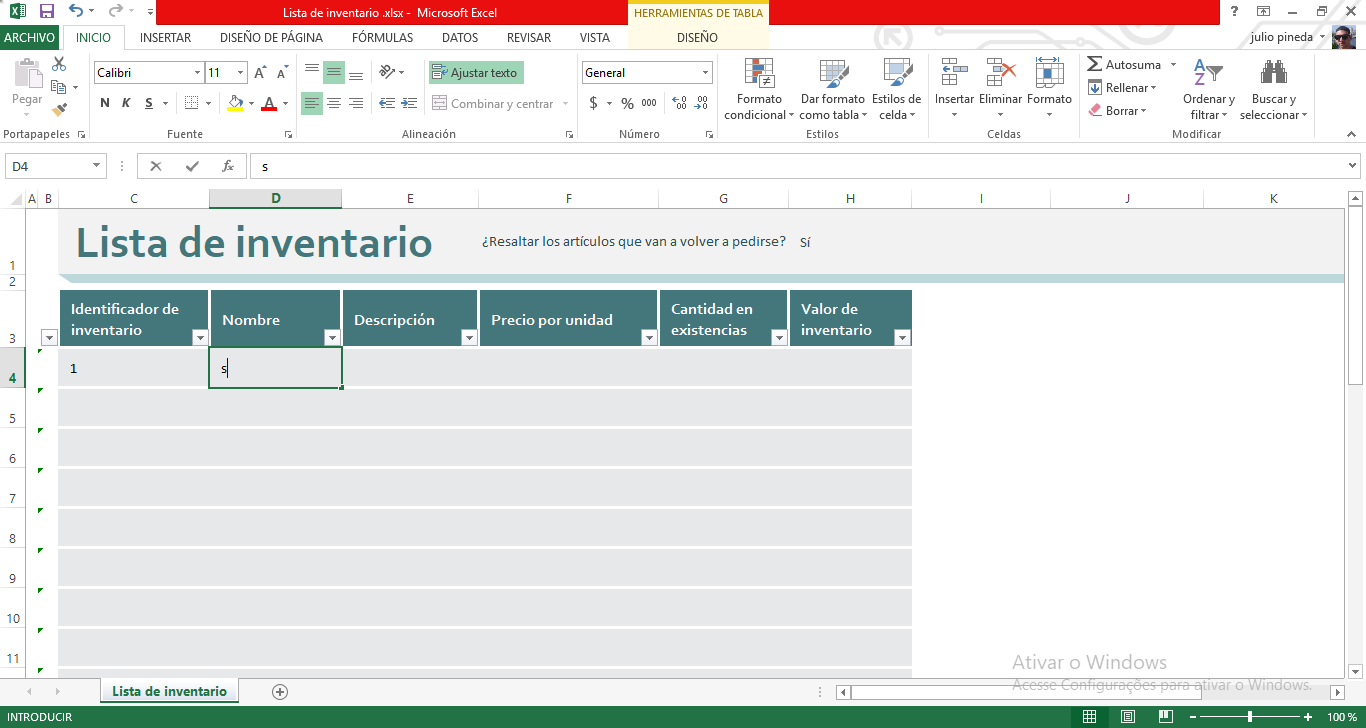 Lista de inventario .xlsx - Microsoft Excel
HERRAMIENTAS DE TABLA
?
ARCHIVO INICIO INSERTAR DISEÑO DE PÁGINA FÓRMULAS DATOS REVISAR VISTA DISEÑO julio pineda
Pegar
Portapapeles
Calibri 11
N K S A
Fuente
Ajustar texto
Combinar y centrar
Alineación
General
$ % 000
Número
Formato condicional
Dar formato como tabla
Estilos de celda
Estilos
Insertar Eliminar Formato
Celdas
Autosuma
Rellenar
Borrar
Ordenar y filtrar
Buscar y seleccionar
Modificar
D4 fx s
A B C D E F G H I J K
1 Lista de inventario ¿Resaltar los artículos que van a volver a pedirse? Sí
2
3 Identificador de inventario Nombre Descripción Precio por unidad Cantidad en existencias Valor de inventario
4 1 s
5
6
7
8
9
10
11
Ativar o Windows
Acesse Configurações para ativar o Windows.
Lista de inventario
INTRODUCIR 100 %